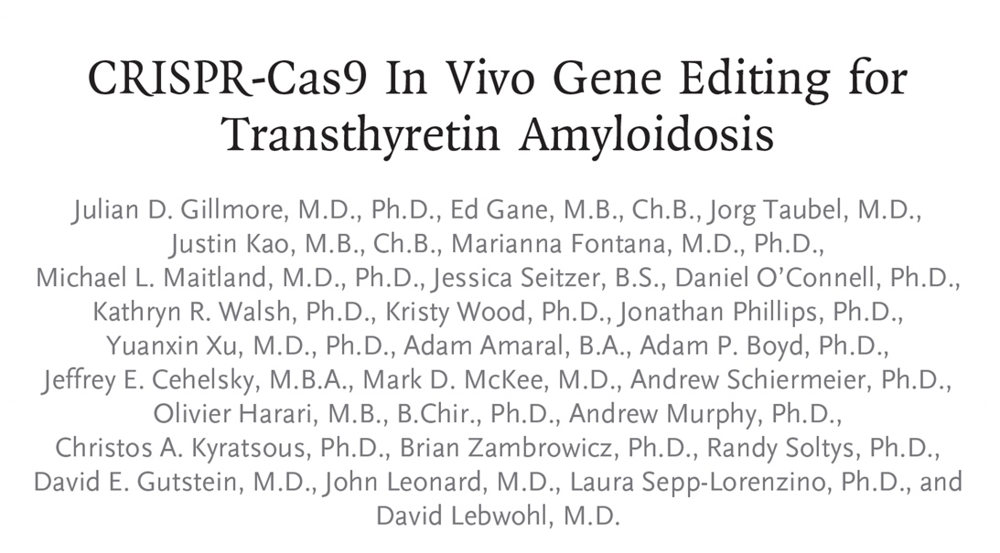 CRISPR-Cas9 In Vivo Gene Editing for
Transthyretin Amyloidosis
Julian D. Gillmore, M.D., Ph.D., Ed Gane, M.B., Ch.B., Jorg Taubel, M.D.,
Justin Kao, M.B., Ch.B., Marianna Fontana, M.D., Ph.D.,
Michael L. Maitland, M.D., Ph.D., Jessica Seitzer, B.S., Daniel O’Connell, Ph.D.,
Kathryn R. Walsh, Ph.D., Kristy Wood, Ph.D., Jonathan Phillips, Ph.D.,
Yuanxin Xu, M.D., Ph.D., Adam Amaral, B.A., Adam P. Boyd, Ph.D.,
Jeffrey E. Cehelsky, M.B.A., Mark D. McKee, M.D., Andrew Schiermeier, Ph.D.,
Olivier Harari, M.B., B.Chir., Ph.D., Andrew Murphy, Ph.D.,
Christos A. Kyratsous, Ph.D., Brian Zambrowicz, Ph.D., Randy Soltys, Ph.D.,
David E. Gutstein, M.D., John Leonard, M.D., Laura Sepp-Lorenzino, Ph.D., and
David Lebwohl, M.D.